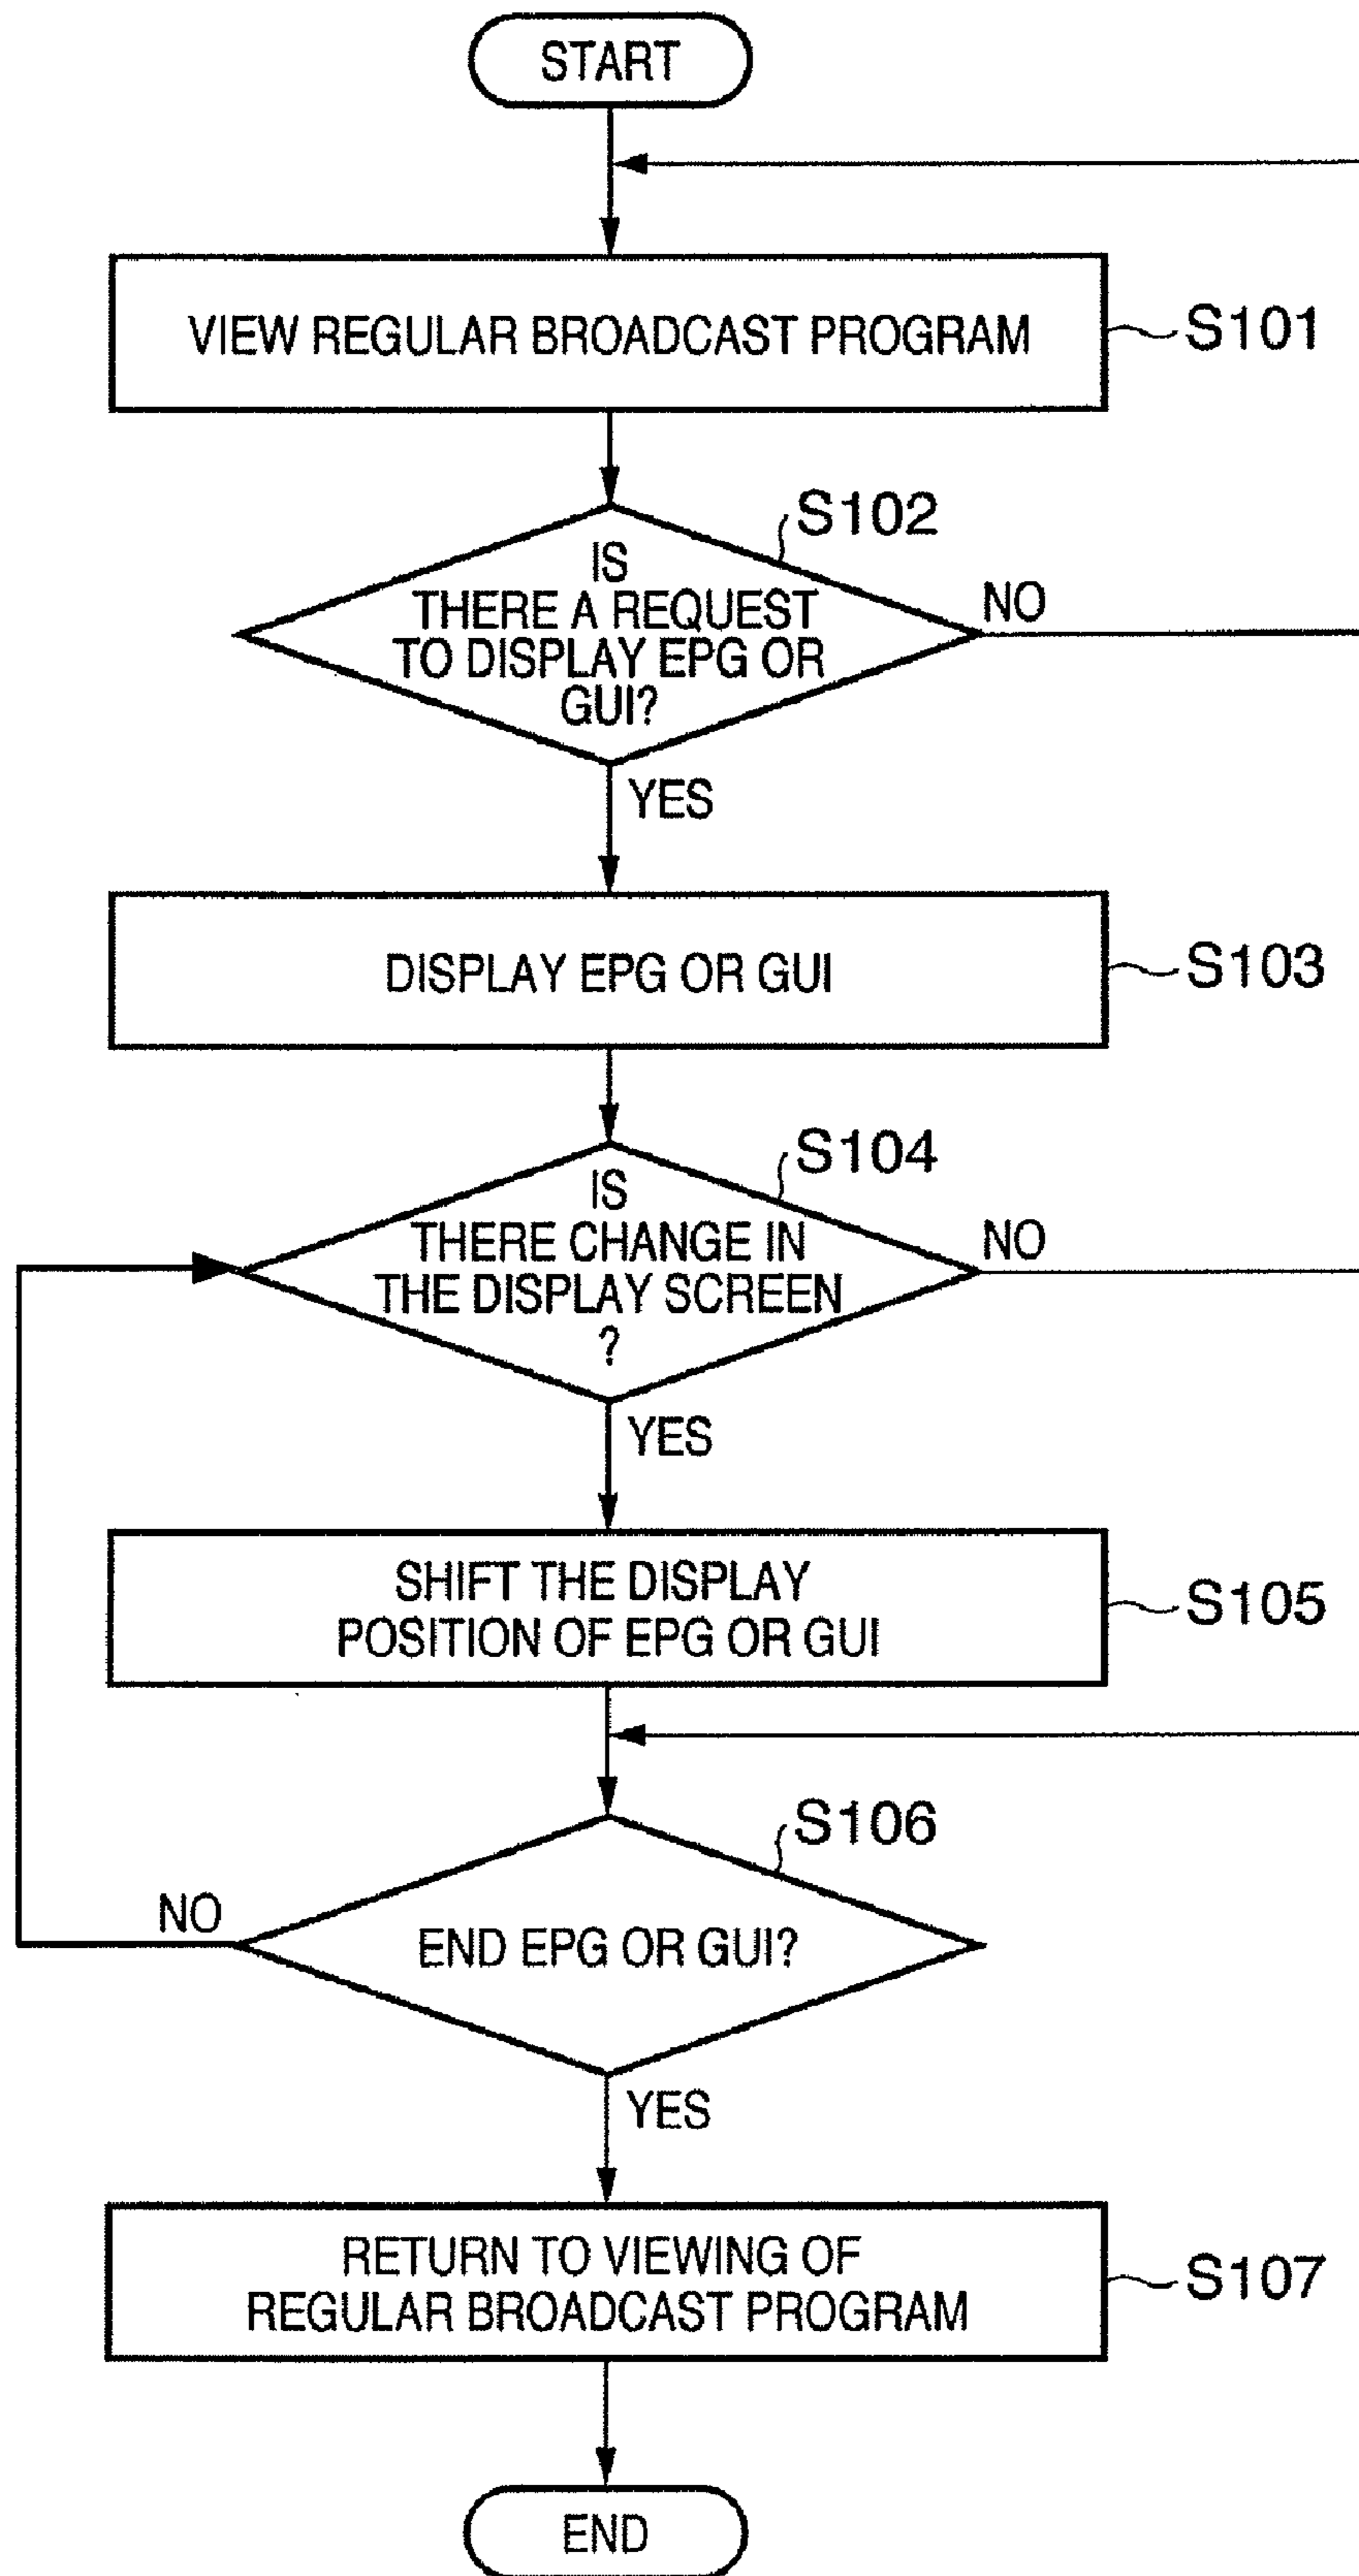 START
VIEW REGULAR BROADCAST PROGRAM
S101
S102
IS
THERE A REQUEST
TO DISPLAY EPG OR
GUI?
NO
YES
DISPLAY EPG OR GUI
S103
S104
IS
THERE CHANGE IN
THE DISPLAY SCREEN
?
NO
YES
SHIFT THE DISPLAY
POSITION OF EPG OR GUI
S105
S106
END EPG OR GUI?
NO
YES
RETURN TO VIEWING OF
REGULAR BROADCAST PROGRAM
S107
END